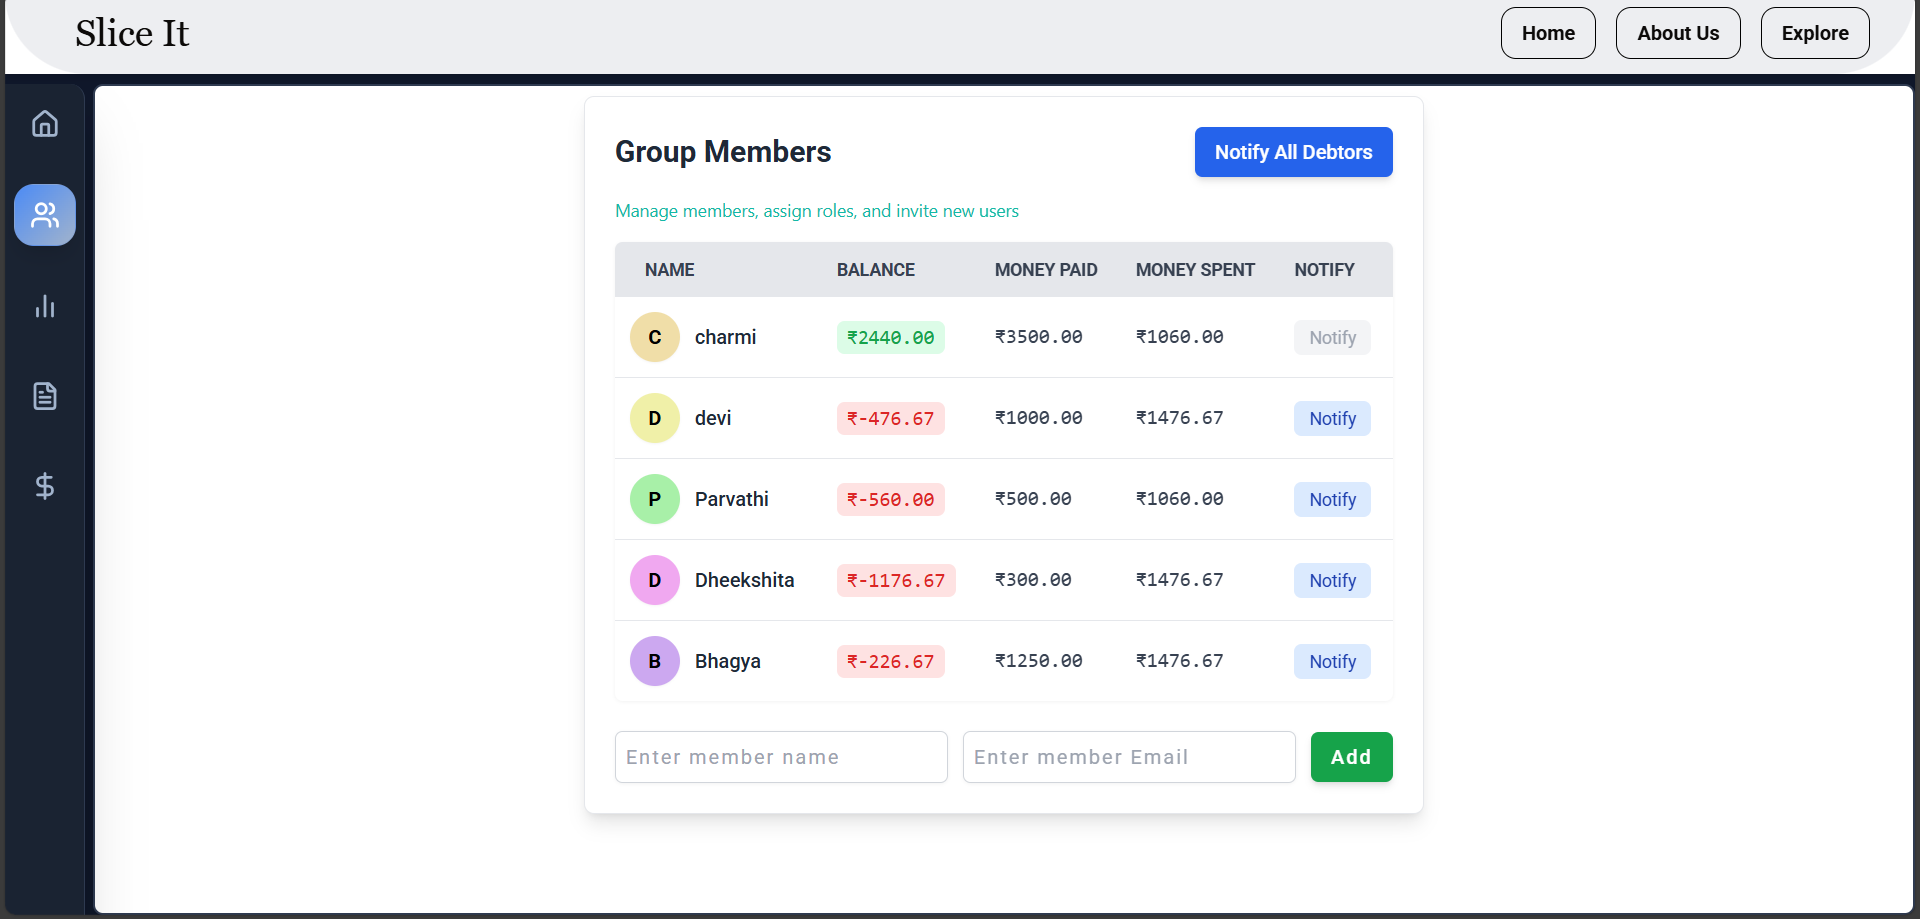 Slice It
Home About Us Explore
Group Members
Notify All Debtors
Manage members, assign roles, and invite new users
NAME BALANCE MONEY PAID MONEY SPENT NOTIFY
C charmi ₹2440.00 ₹3500.00 ₹1060.00 Notify
D devi ₹-476.67 ₹1000.00 ₹1476.67 Notify
P Parvathi ₹-560.00 ₹500.00 ₹1060.00 Notify
D Dheekshita ₹-1176.67 ₹300.00 ₹1476.67 Notify
B Bhagya ₹-226.67 ₹1250.00 ₹1476.67 Notify
Enter member name Enter member Email Add